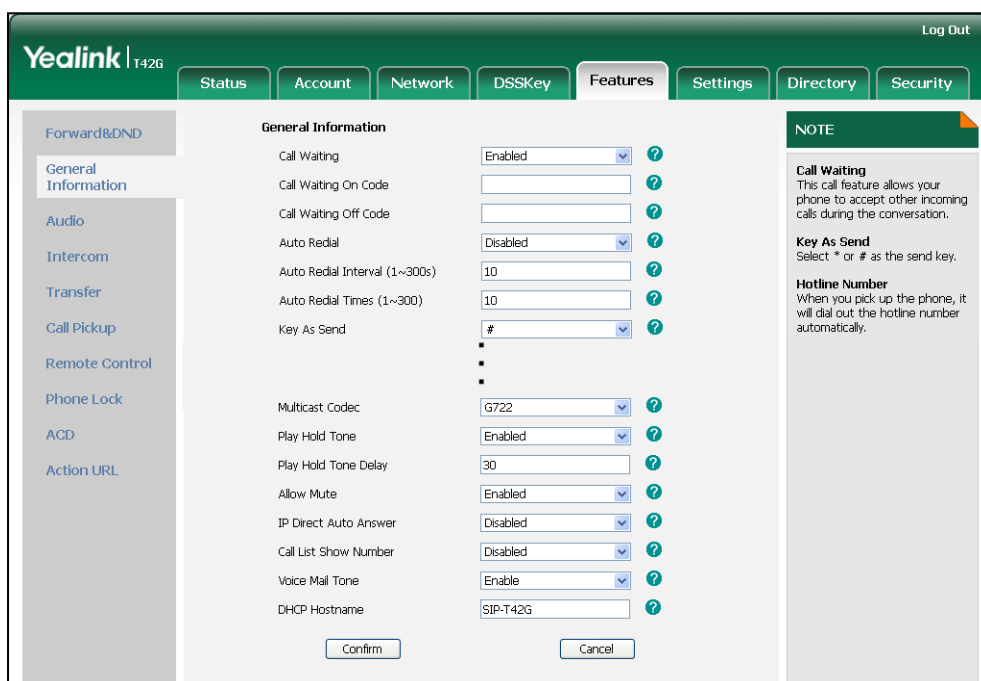 Log Out
Yealink T42G
Status Account Network DSSKey Features Settings Directory Security
Forward&DND
General
Information
Audio
Intercom
Transfer
Call Pickup
Remote Control
Phone Lock
ACD
Action URL
General Information
Call Waiting Enabled ?
Call Waiting On Code ?
Call Waiting Off Code ?
Auto Redial Disabled ?
Auto Redial Interval (1~300s) 10 ?
Auto Redial Times (1~300) 10 ?
Key As Send # ?
Multicast Codec G722 ?
Play Hold Tone Enabled ?
Play Hold Tone Delay 30 ?
Allow Mute Enabled ?
IP Direct Auto Answer Disabled ?
Call List Show Number Disabled ?
Voice Mail Tone Enable ?
DHCP Hostname SIP-T42G ?
Confirm Cancel
NOTE
Call Waiting
This call feature allows your
phone to accept other incoming
calls during the conversation.
Key As Send
Select * or # as the send key.
Hotline Number
When you pick up the phone, it
will dial out the hotline number
automatically.